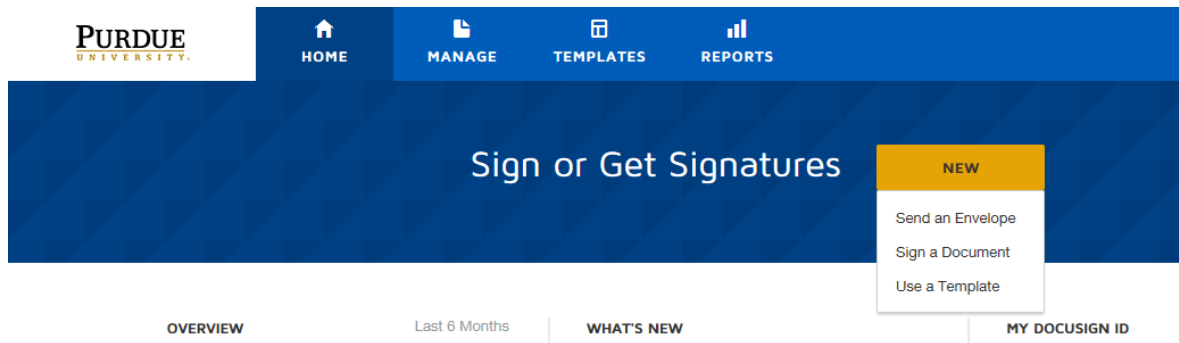 PURDUE
UNIVERSITY.
HOME
MANAGE
TEMPLATES
REPORTS
Sign or Get Signatures
NEW
Send an Envelope
Sign a Document
Use a Template
OVERVIEW
Last 6 Months
WHAT'S NEW
MY DOCUSIGN ID